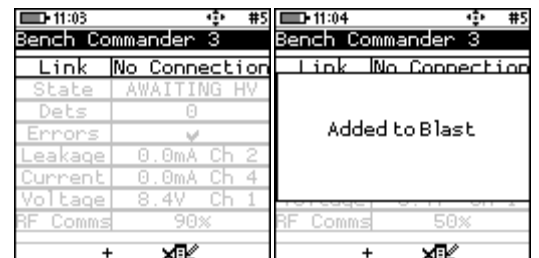 11:03 #5
Bench Commander 3
Link No Connection
State AWAITING HV
Dets 0
Errors
Leakage 0.0mA Ch 2
Current 0.0mA Ch 4
Voltage 8.4V Ch 1
RF Comms 90%
11:04 #5
Bench Commander 3
Link No Connection
Added to Blast
RF Comms 50%